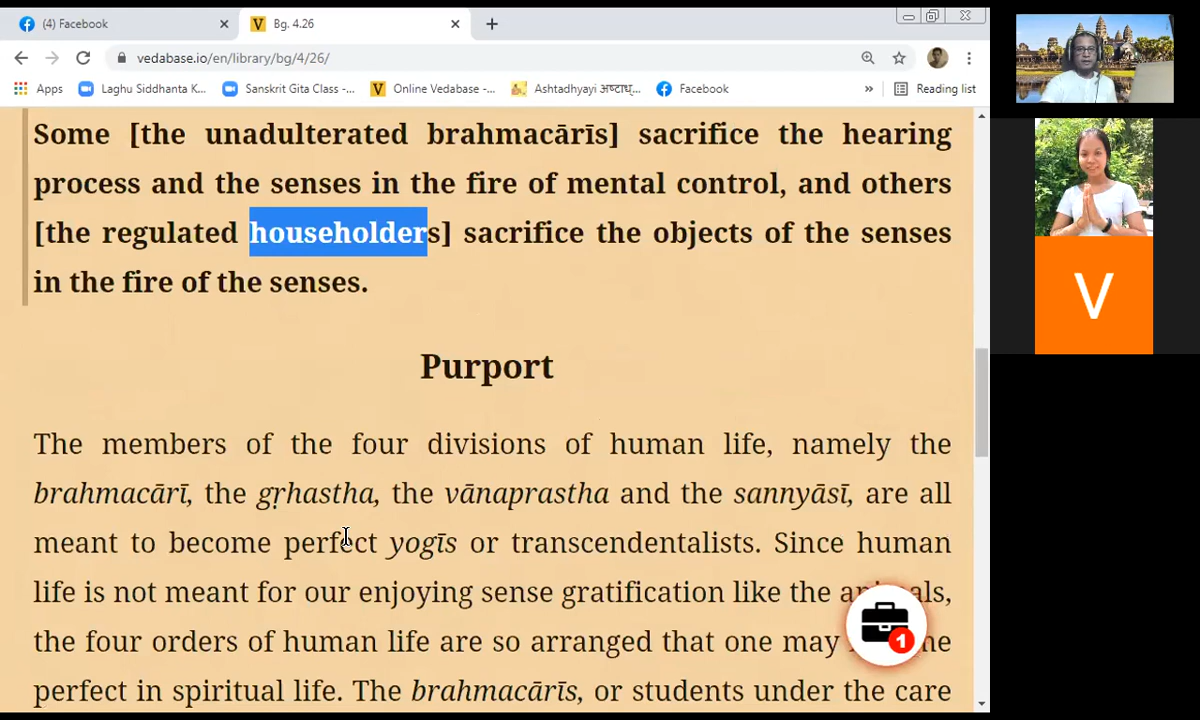 (4) Facebook
Bg. 4.26
vedabase.io/en/library/bg/4/26/
Apps
Laghu Siddhanta K...
Sanskrit Gita Class -...
Online Vedabase -...
Ashtadhyayi अष्टाध्...
Facebook
»
Reading list
Some [the unadulterated brahmacārīs] sacrifice the hearing
process and the senses in the fire of mental control, and others
[the regulated householders] sacrifice the objects of the senses
in the fire of the senses.
Purport
The members of the four divisions of human life, namely the
brahmacārī, the gṛhastha, the vānaprastha and the sannyāsī, are all
meant to become perfect yogīs or transcendentalists. Since human
life is not meant for our enjoying sense gratification like the
the four orders of human life are so arranged that one may
perfect in spiritual life. The brahmacārīs, or students under the care
1
V